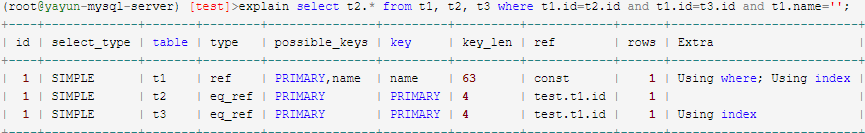 (root@yayun-mysql-server) [test]>explain select t2.* from t1, t2, t3 where t1.id=t2.id and t1.id=t3.id and t1.name='';
+----+-------------+-------+--------+---------------+---------+---------+------------+------+--------------------------+
| id | select_type | table | type | possible_keys | key | key_len | ref | rows | Extra |
+----+-------------+-------+--------+---------------+---------+---------+------------+------+--------------------------+
| 1 | SIMPLE | t1 | ref | PRIMARY,name | name | 63 | const | 1 | Using where; Using index |
| 1 | SIMPLE | t2 | eq_ref | PRIMARY | PRIMARY | 4 | test.t1.id | 1 | |
| 1 | SIMPLE | t3 | eq_ref | PRIMARY | PRIMARY | 4 | test.t1.id | 1 | Using index |
+----+-------------+-------+--------+---------------+---------+---------+------------+------+--------------------------+